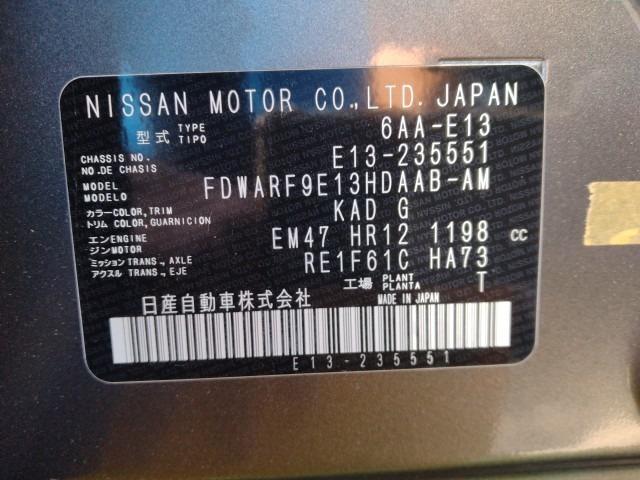 NISSAN MOTOR CO.,LTD. JAPAN
型式 TYPE TIPO 6AA-E13
CHASSIS NO. NO.DE CHASIS E13-235551
MODEL MODELO FDWARF9E13HDAAB-AM
カラー COLOR, TRIM トリム COLOR, GUARNICION KAD G
エンジン ENGINE MOTOR EM47 HR12 1198 cc
ミッション TRANS., AXLE アクスル TRANS., EJE RE1F61C HA73
工場 PLANT PLANTA T
日産自動車株式会社 MADE IN JAPAN
E13-235551